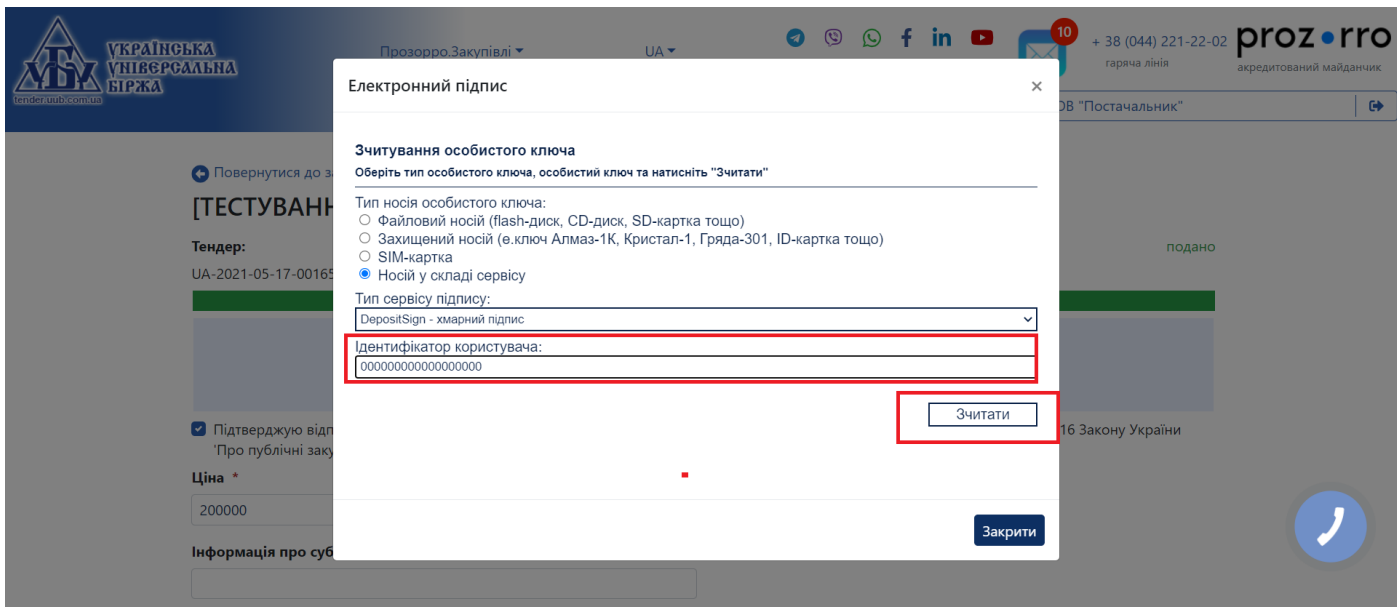 УКРАЇНСЬКА
УНІВЕРСАЛЬНА
БІРЖА
tender.uub.com.ua
Прозорро.Закупівлі
UA
10
+ 38 (044) 221-22-02
гаряча лінія
prozorro
акредитований майданчик
ОВ "Постачальник"
Електронний підпис
×
Зчитування особистого ключа
Оберіть тип особистого ключа, особистий ключ та натисніть "Зчитати"
Тип носія особистого ключа:
Файловий носій (flash-диск, CD-диск, SD-картка тощо)
Захищений носій (е.ключ Алмаз-1К, Кристал-1, Гряда-301, ID-картка тощо)
SIM-картка
Носій у складі сервісу
Тип сервісу підпису:
DepositSign - хмарний підпис
Ідентифікатор користувача:
000000000000000000
Зчитати
Закрити
Повернутися до за
[ТЕСТУВАНН
Тендер:
подано
UA-2021-05-17-00165
Підтверджую відп
16 Закону України
'Про публічні заку
Ціна *
200000
Інформація про суб